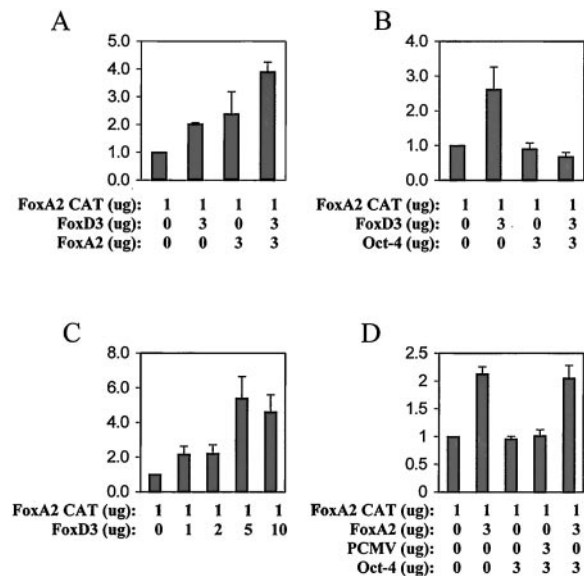 A
5.0
4.0
3.0
2.0
1.0
0.0
FoxA2 CAT (ug): 1 1 1 1
FoxD3 (ug): 0 3 0 3
FoxA2 (ug): 0 0 3 3
B
4.0
3.0
2.0
1.0
0.0
FoxA2 CAT (ug): 1 1 1 1
FoxD3 (ug): 0 3 0 3
Oct-4 (ug): 0 0 3 3
C
8.0
6.0
4.0
2.0
0.0
FoxA2 CAT (ug): 1 1 1 1 1
FoxD3 (ug): 0 1 2 5 10
D
2.5
2
1.5
1
0.5
0
FoxA2 CAT (ug): 1 1 1 1 1
FoxA2 (ug): 0 3 0 0 3
PCMV (ug): 0 0 0 3 0
Oct-4 (ug): 0 0 3 3 3